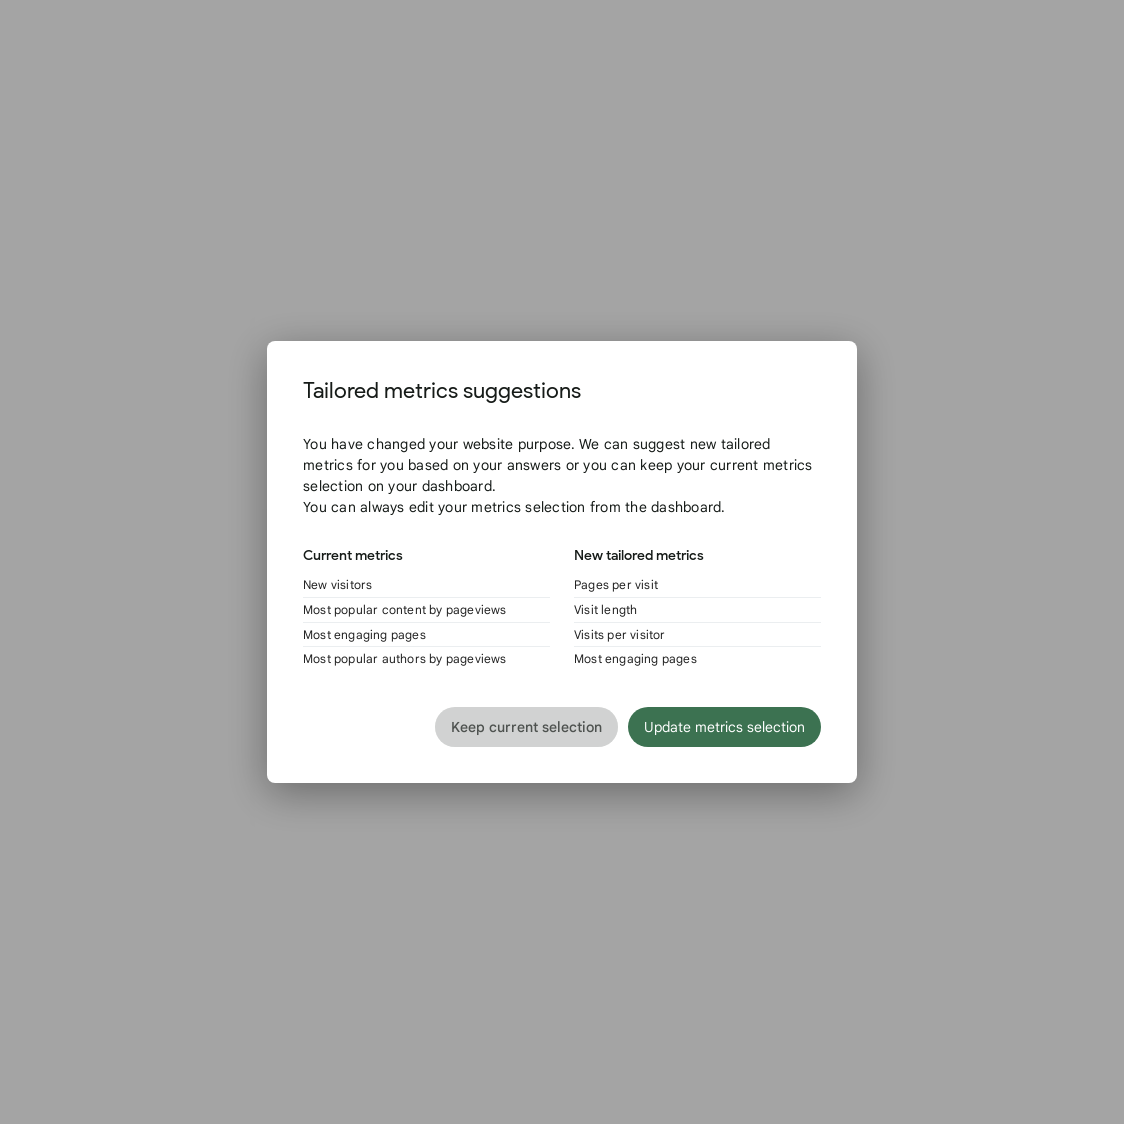 Tailored metrics suggestions
You have changed your website purpose. We can suggest new tailored
metrics for you based on your answers or you can keep your current metrics
selection on your dashboard.
You can always edit your metrics selection from the dashboard.
Current metrics
New visitors
Most popular content by pageviews
Most engaging pages
Most popular authors by pageviews
New tailored metrics
Pages per visit
Visit length
Visits per visitor
Most engaging pages
Keep current selection
Update metrics selection